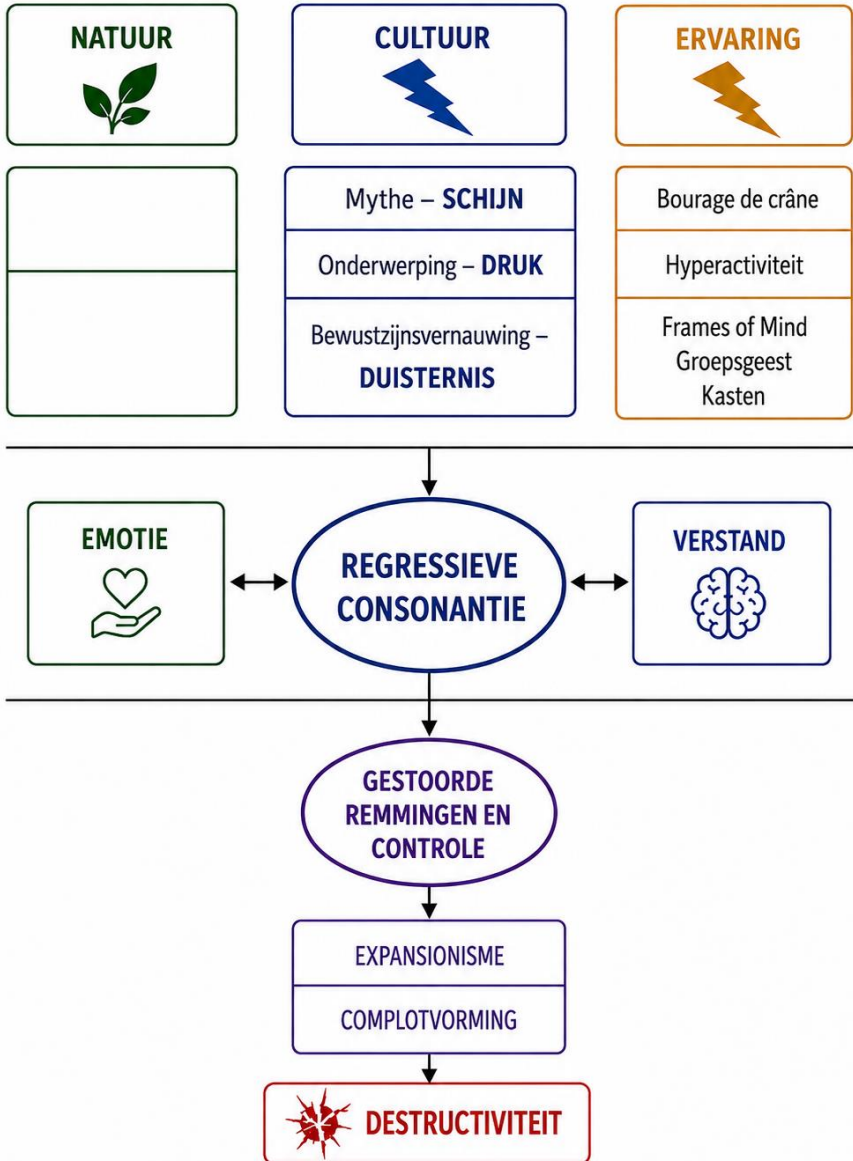 NATUUR
CULTUUR
ERVARING
Mythe – SCHIJN
Onderwerping – DRUK
Bewustzijnsvernauwing –
DUISTERNIS
Bourage de crâne
Hyperactiviteit
Frames of Mind
Groepsgeest
Kasten
EMOTIE
REGRESSIEVE
CONSONANTIE
VERSTAND
GESTOORDE
REMMINGEN EN
CONTROLE
EXPANSIONISME
COMPLOTVORMING
DESTRUCTIVITEIT